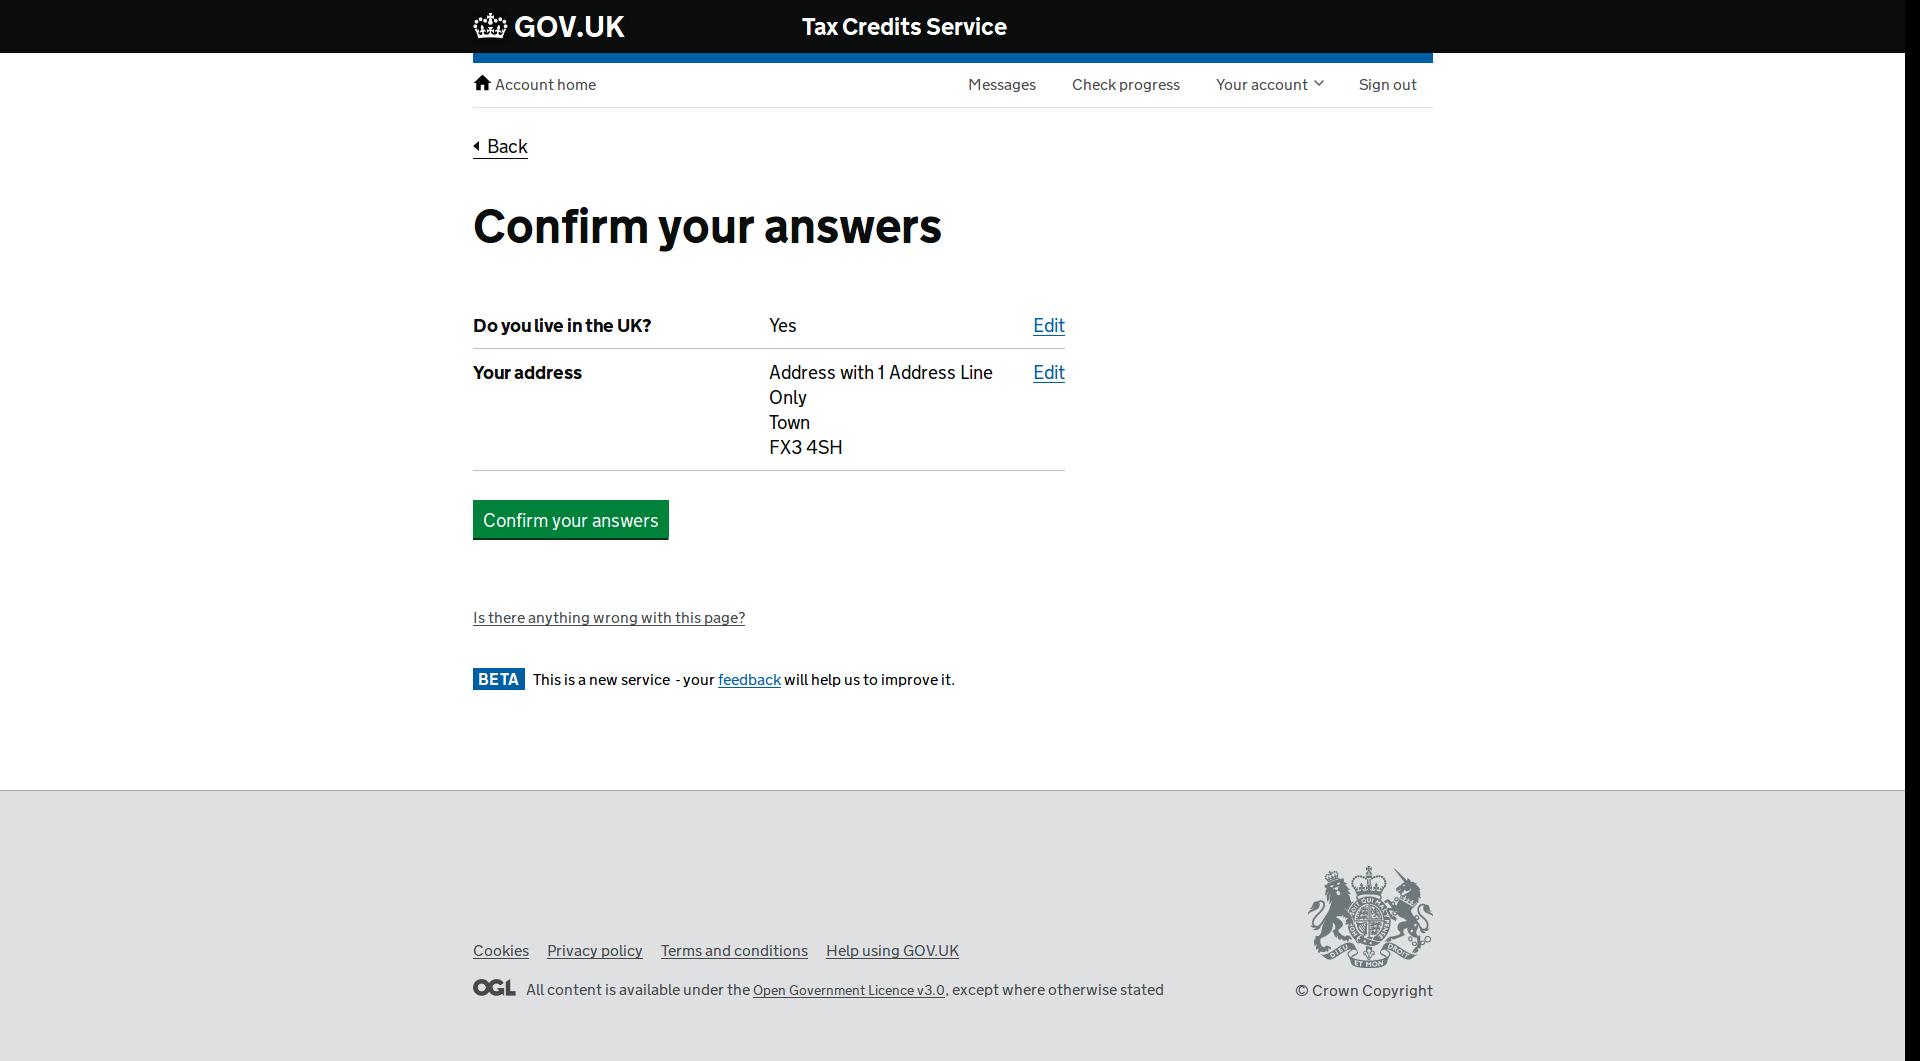 GOV.UK
Tax Credits Service
Account home
Messages
Check progress
Your account
Sign out
Back
Confirm your answers
Do you live in the UK?
Yes
Edit
Your address
Address with 1 Address Line
Only
Town
FX3 4SH
Edit
Confirm your answers
Is there anything wrong with this page?
BETA This is a new service - your feedback will help us to improve it.
Cookies
Privacy policy
Terms and conditions
Help using GOV.UK
OGL All content is available under the Open Government Licence v3.0, except where otherwise stated
© Crown Copyright